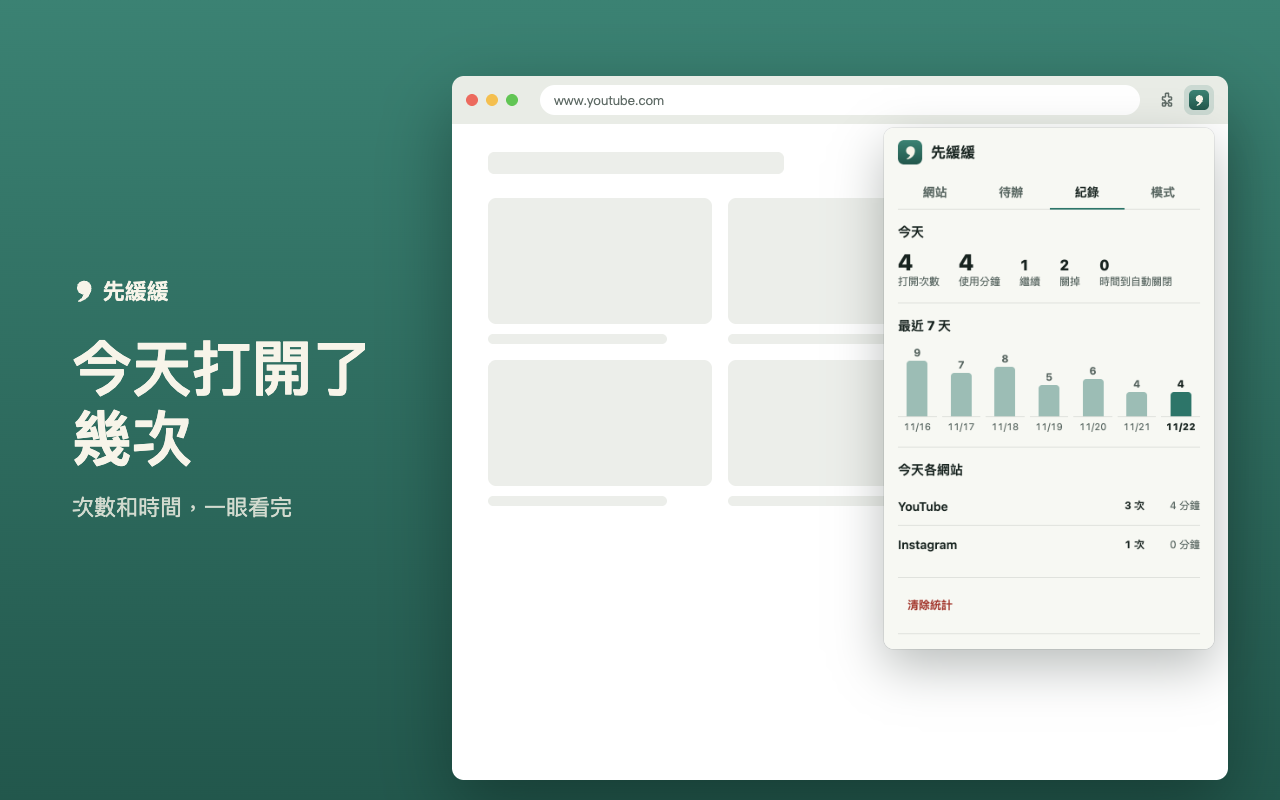 先緩緩
今天打開了
幾次
次數和時間，一眼看完
www.youtube.com
先緩緩
網站 待辦 紀錄 模式
今天
4 4 1 2 0
打開次數 使用分鐘 繼續 關掉 時間到自動關閉
最近 7 天
9 7 8 5 6 4 4
11/16 11/17 11/18 11/19 11/20 11/21 11/22
今天各網站
YouTube 3 次 4 分鐘
Instagram 1 次 0 分鐘
清除統計